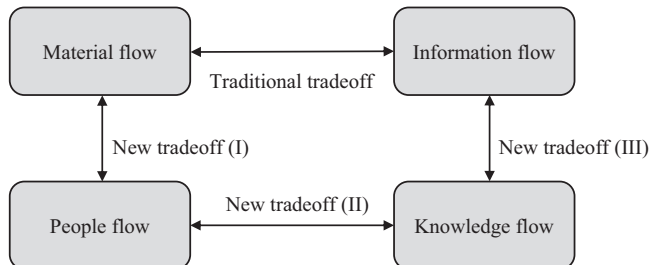 Material flow
Information flow
Traditional tradeoff
New tradeoff (I)
New tradeoff (III)
New tradeoff (II)
People flow
Knowledge flow